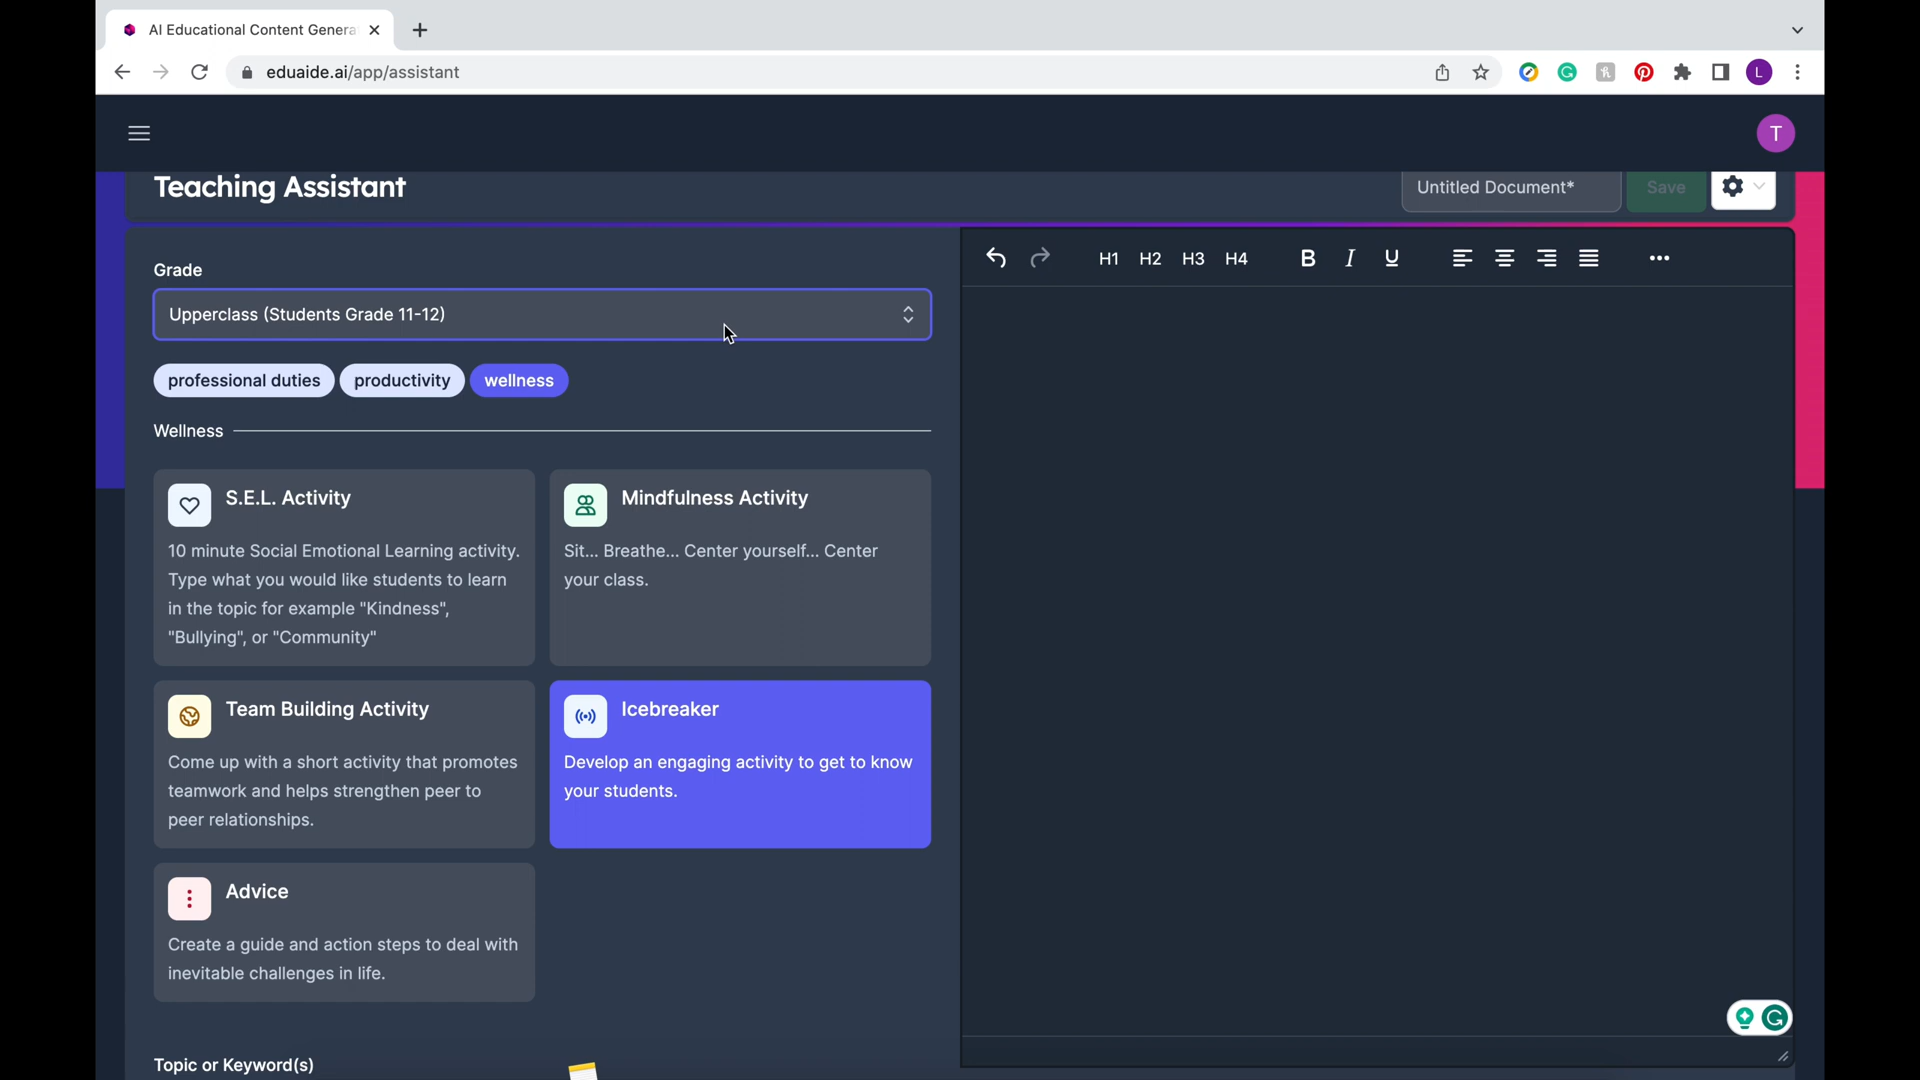 AI Educational Content Genera
eduaide.ai/app/assistant
L
T
Teaching Assistant
Untitled Document*
Save
Grade
Upperclass (Students Grade 11-12)
H1 H2 H3 H4 B I U
professional duties
productivity
wellness
Wellness
S.E.L. Activity
10 minute Social Emotional Learning activity.
Type what you would like students to learn
in the topic for example "Kindness",
"Bullying", or "Community"
Mindfulness Activity
Sit... Breathe... Center yourself... Center
your class.
Team Building Activity
Come up with a short activity that promotes
teamwork and helps strengthen peer to
peer relationships.
Icebreaker
Develop an engaging activity to get to know
your students.
Advice
Create a guide and action steps to deal with
inevitable challenges in life.
Topic or Keyword(s)